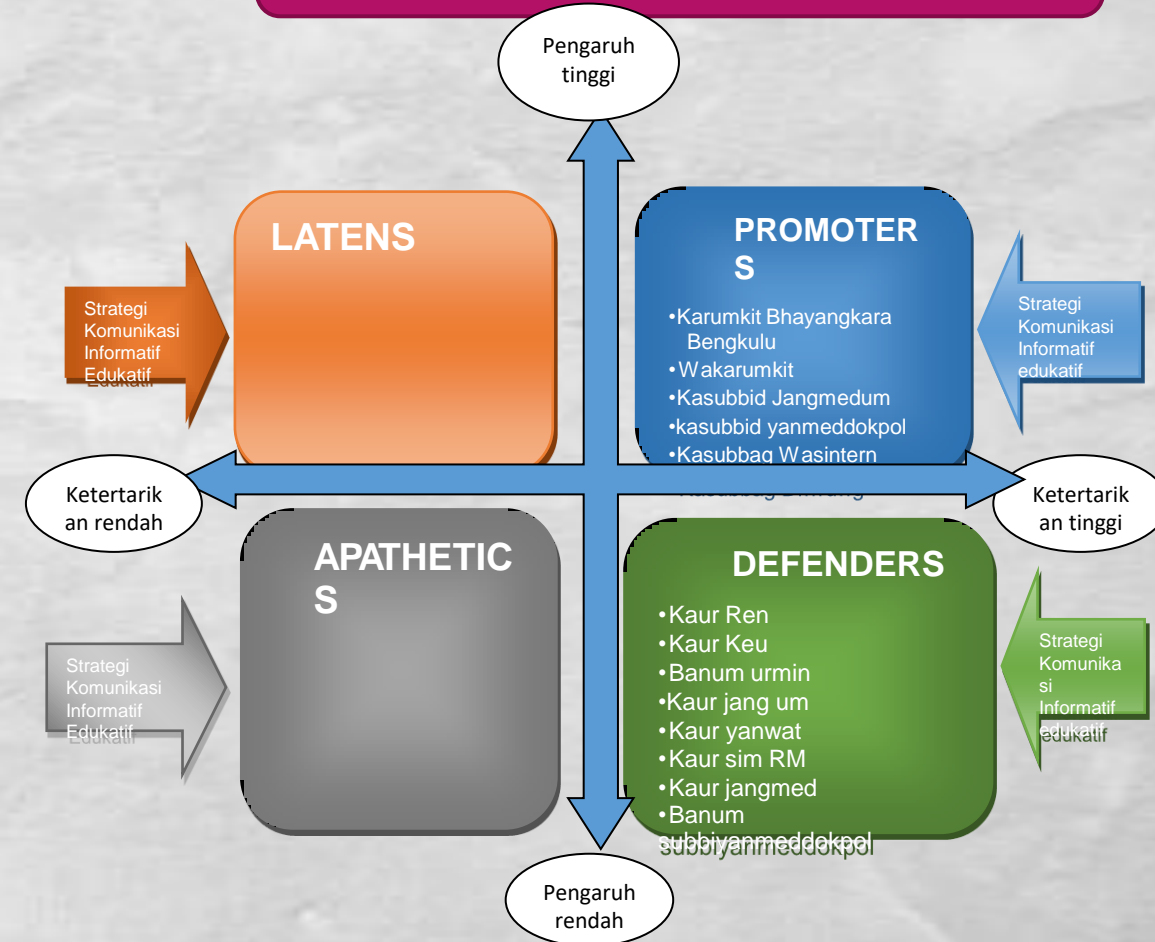 Pengaruh
tinggi
LATENS
Strategi
Komunikasi
Informatif
Edukatif
PROMOTER
S
•Karumkit Bhayangkara
Bengkulu
•Wakarumkit
•Kasubbid Jangmedum
•kasubbid yanmeddokpol
•Kasubbag Wasintern
Strategi
Komunikasi
Informatif
edukatif
Ketertarik
an rendah
Ketertarik
an tinggi
APATHETIC
S
Strategi
Komunikasi
Informatif
Edukatif
DEFENDERS
•Kaur Ren
•Kaur Keu
•Banum urmin
•Kaur jang um
•Kaur yanwat
•Kaur sim RM
•Kaur jangmed
•Banum
subbiyanmeddokpol
Strategi
Komunika
si
Informatif
edukatif
Pengaruh
rendah